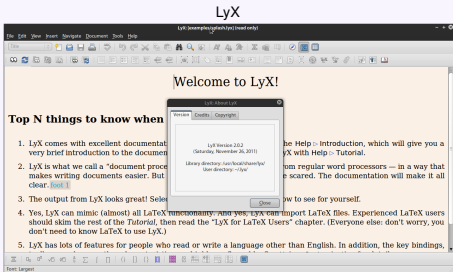 LyX
LyX: [examples/splash.lyx] (read only)
File Edit View Insert Navigate Document Tools Help
Welcome to LyX!
Top N things to know when
1. LyX comes with excellent documentat
the Help ▷ Introduction, which will give you a
very brief introduction to the documen
LyX with Help ▷ Tutorial.
2. LyX is what we call a "document proce
from regular word processors — in a way that
makes writing documents easier. But
e scared. The documentation will make it all
clear. foot 1
3. The output from LyX looks great! Selec
ow to see for yourself.
4. Yes, LyX can mimic (almost) all LaTeX functionality. And yes, LyX can import LaTeX files. Experienced LaTeX users
should skim the rest of the Tutorial, then read the "LyX for LaTeX Users" chapter. (Everyone else: don't worry, you
don't need to know LaTeX to use LyX.)
5. LyX has lots of features for people who read or write a language other than English. In addition, the key bindings,
LyX: About LyX
Version Credits Copyright
LyX Version 2.0.2
(Saturday, November 26, 2011)
Library directory: /usr/local/share/lyx/
User directory: ~/.lyx/
Close
Font: Largest